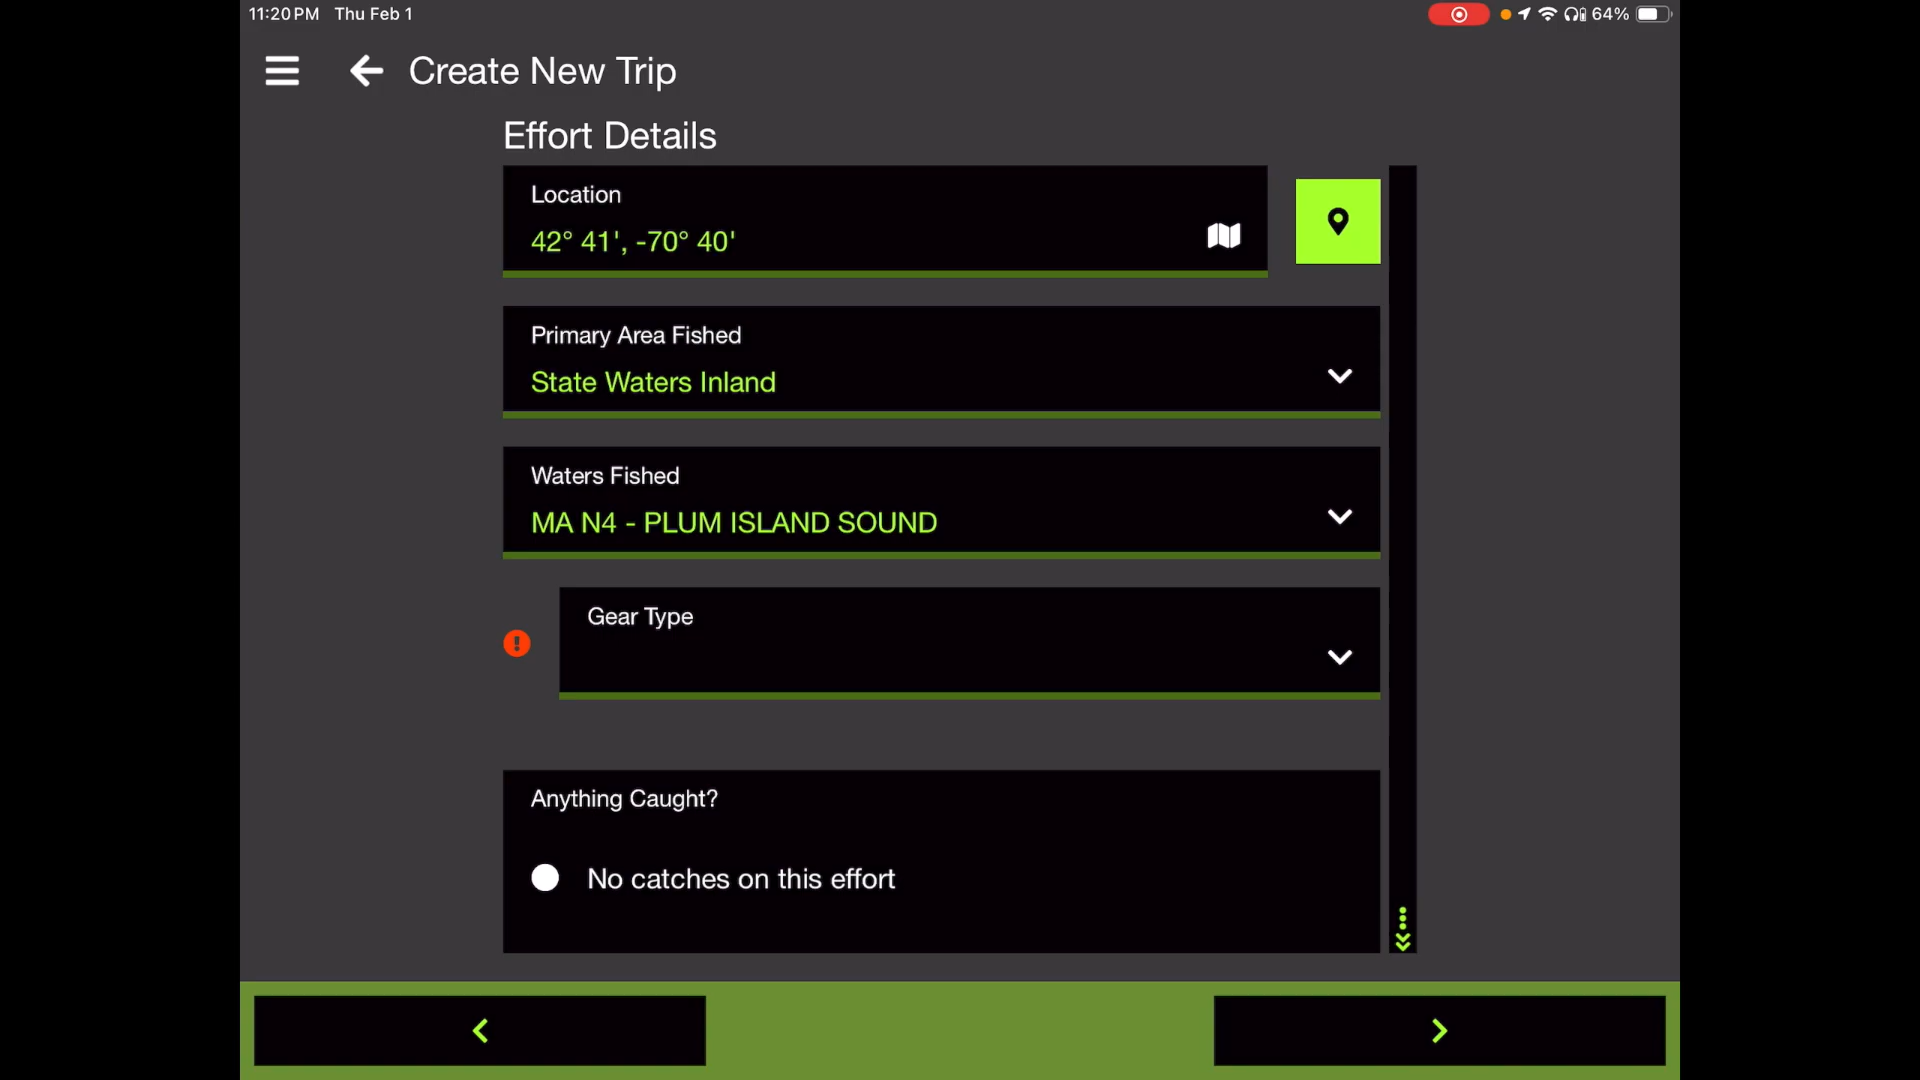 11:20 PM Thu Feb 1
64%
Create New Trip
Effort Details
Location
42° 41', -70° 40'
Primary Area Fished
State Waters Inland
Waters Fished
MA N4 - PLUM ISLAND SOUND
Gear Type
Anything Caught?
No catches on this effort